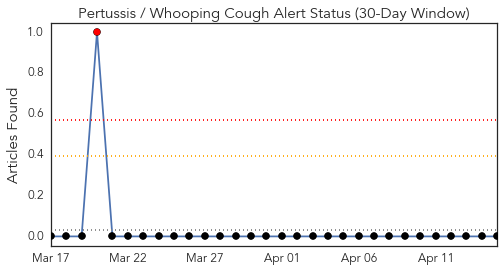 Pertussis / Whooping Cough Alert Status (30-Day Window)
Articles Found
1.0
0.8
0.6
0.4
0.2
0.0
Mar 17 Mar 22 Mar 27 Apr 01 Apr 06 Apr 11